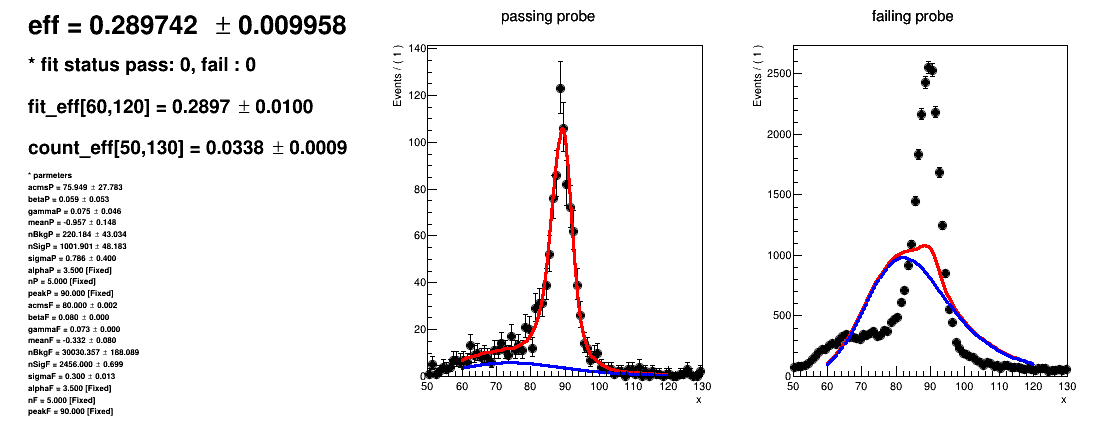 eff = 0.289742 ± 0.009958
* fit status pass: 0, fail : 0
fit_eff[60,120] = 0.2897 ± 0.0100
count_eff[50,130] = 0.0338 ± 0.0009
* parmeters
acmsP = 75.949 ± 27.783
betaP = 0.059 ± 0.053
gammaP = 0.075 ± 0.046
meanP = -0.957 ± 0.148
nBkgP = 220.184 ± 43.034
nSigP = 1001.901 ± 48.183
sigmaP = 0.786 ± 0.400
alphaP = 3.500 [Fixed]
nP = 5.000 [Fixed]
peakP = 90.000 [Fixed]
acmsF = 80.000 ± 0.002
betaF = 0.080 ± 0.000
gammaF = 0.073 ± 0.000
meanF = -0.332 ± 0.080
nBkgF = 30030.357 ± 188.089
nSigF = 2456.000 ± 0.699
sigmaF = 0.300 ± 0.013
alphaF = 3.500 [Fixed]
nF = 5.000 [Fixed]
peakF = 90.000 [Fixed]
passing probe
Events / ( 1 )
140
120
100
80
60
40
20
0
50 60 70 80 90 100 110 120 130
x
failing probe
Events / ( 1 )
2500
2000
1500
1000
500
0
50 60 70 80 90 100 110 120 130
x